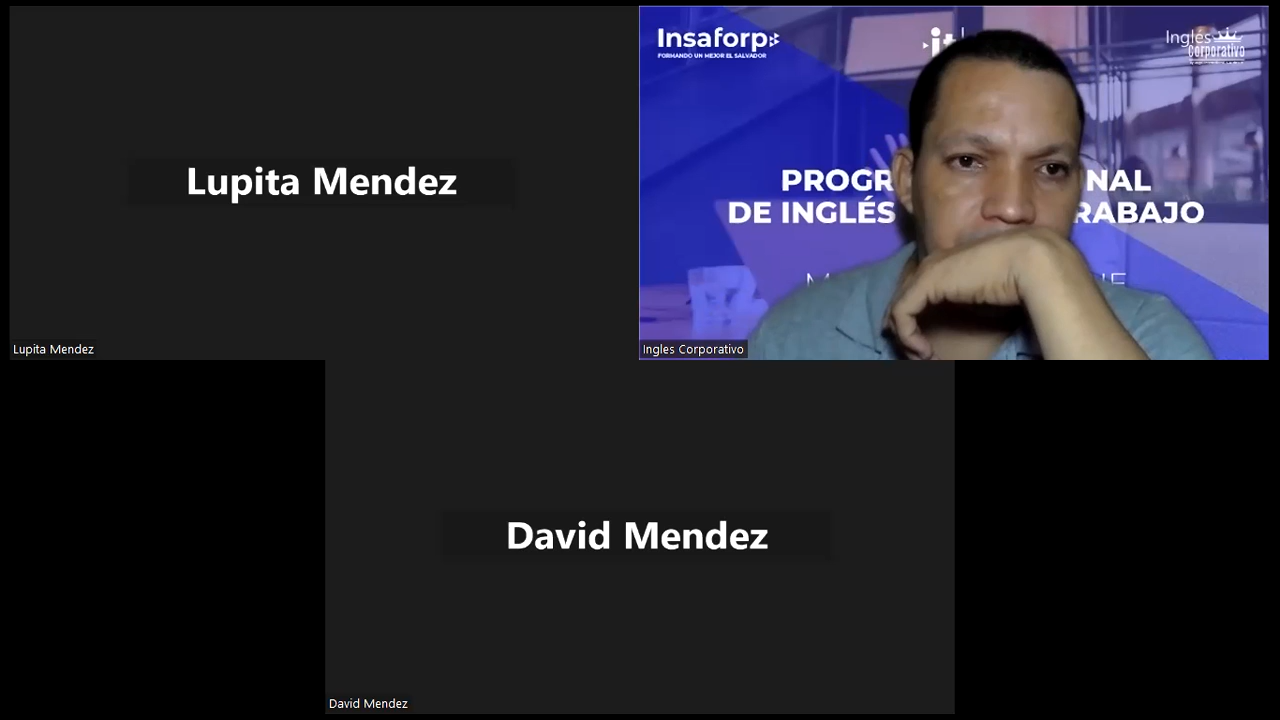 Lupita Mendez
Lupita Mendez
Insaforp
FORMANDO UN MEJOR EL SALVADOR
it
Inglés
Corporativo
PROGR NAL
DE INGLÉS RABAJO
Ingles Corporativo
David Mendez
David Mendez